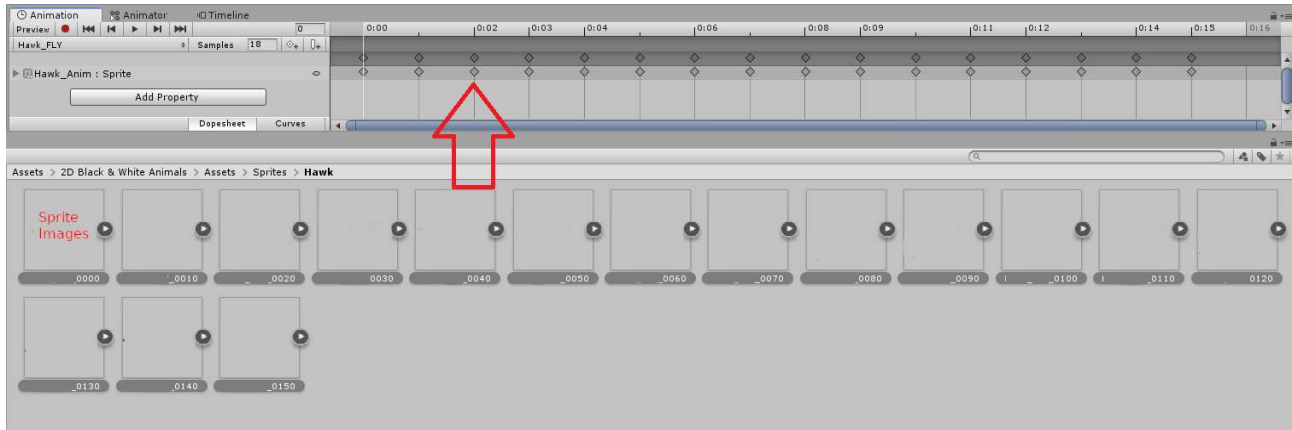 Animation Animator Timeline
Preview 0 0:00 0:02 0:03 0:04 0:06 0:08 0:09 0:11 0:12 0:14 0:15 0:16
Hawk_FLY Samples 18
Hawk_Anim : Sprite
Add Property
Dopesheet Curves
Assets > 2D Black & White Animals > Assets > Sprites > Hawk
Sprite
Images
_0000 _0010 _0020 0030 _0040 _0050 _0060 _0070 _0080 _0090 _0100 _0110 0120
_0130 _0140 _0150